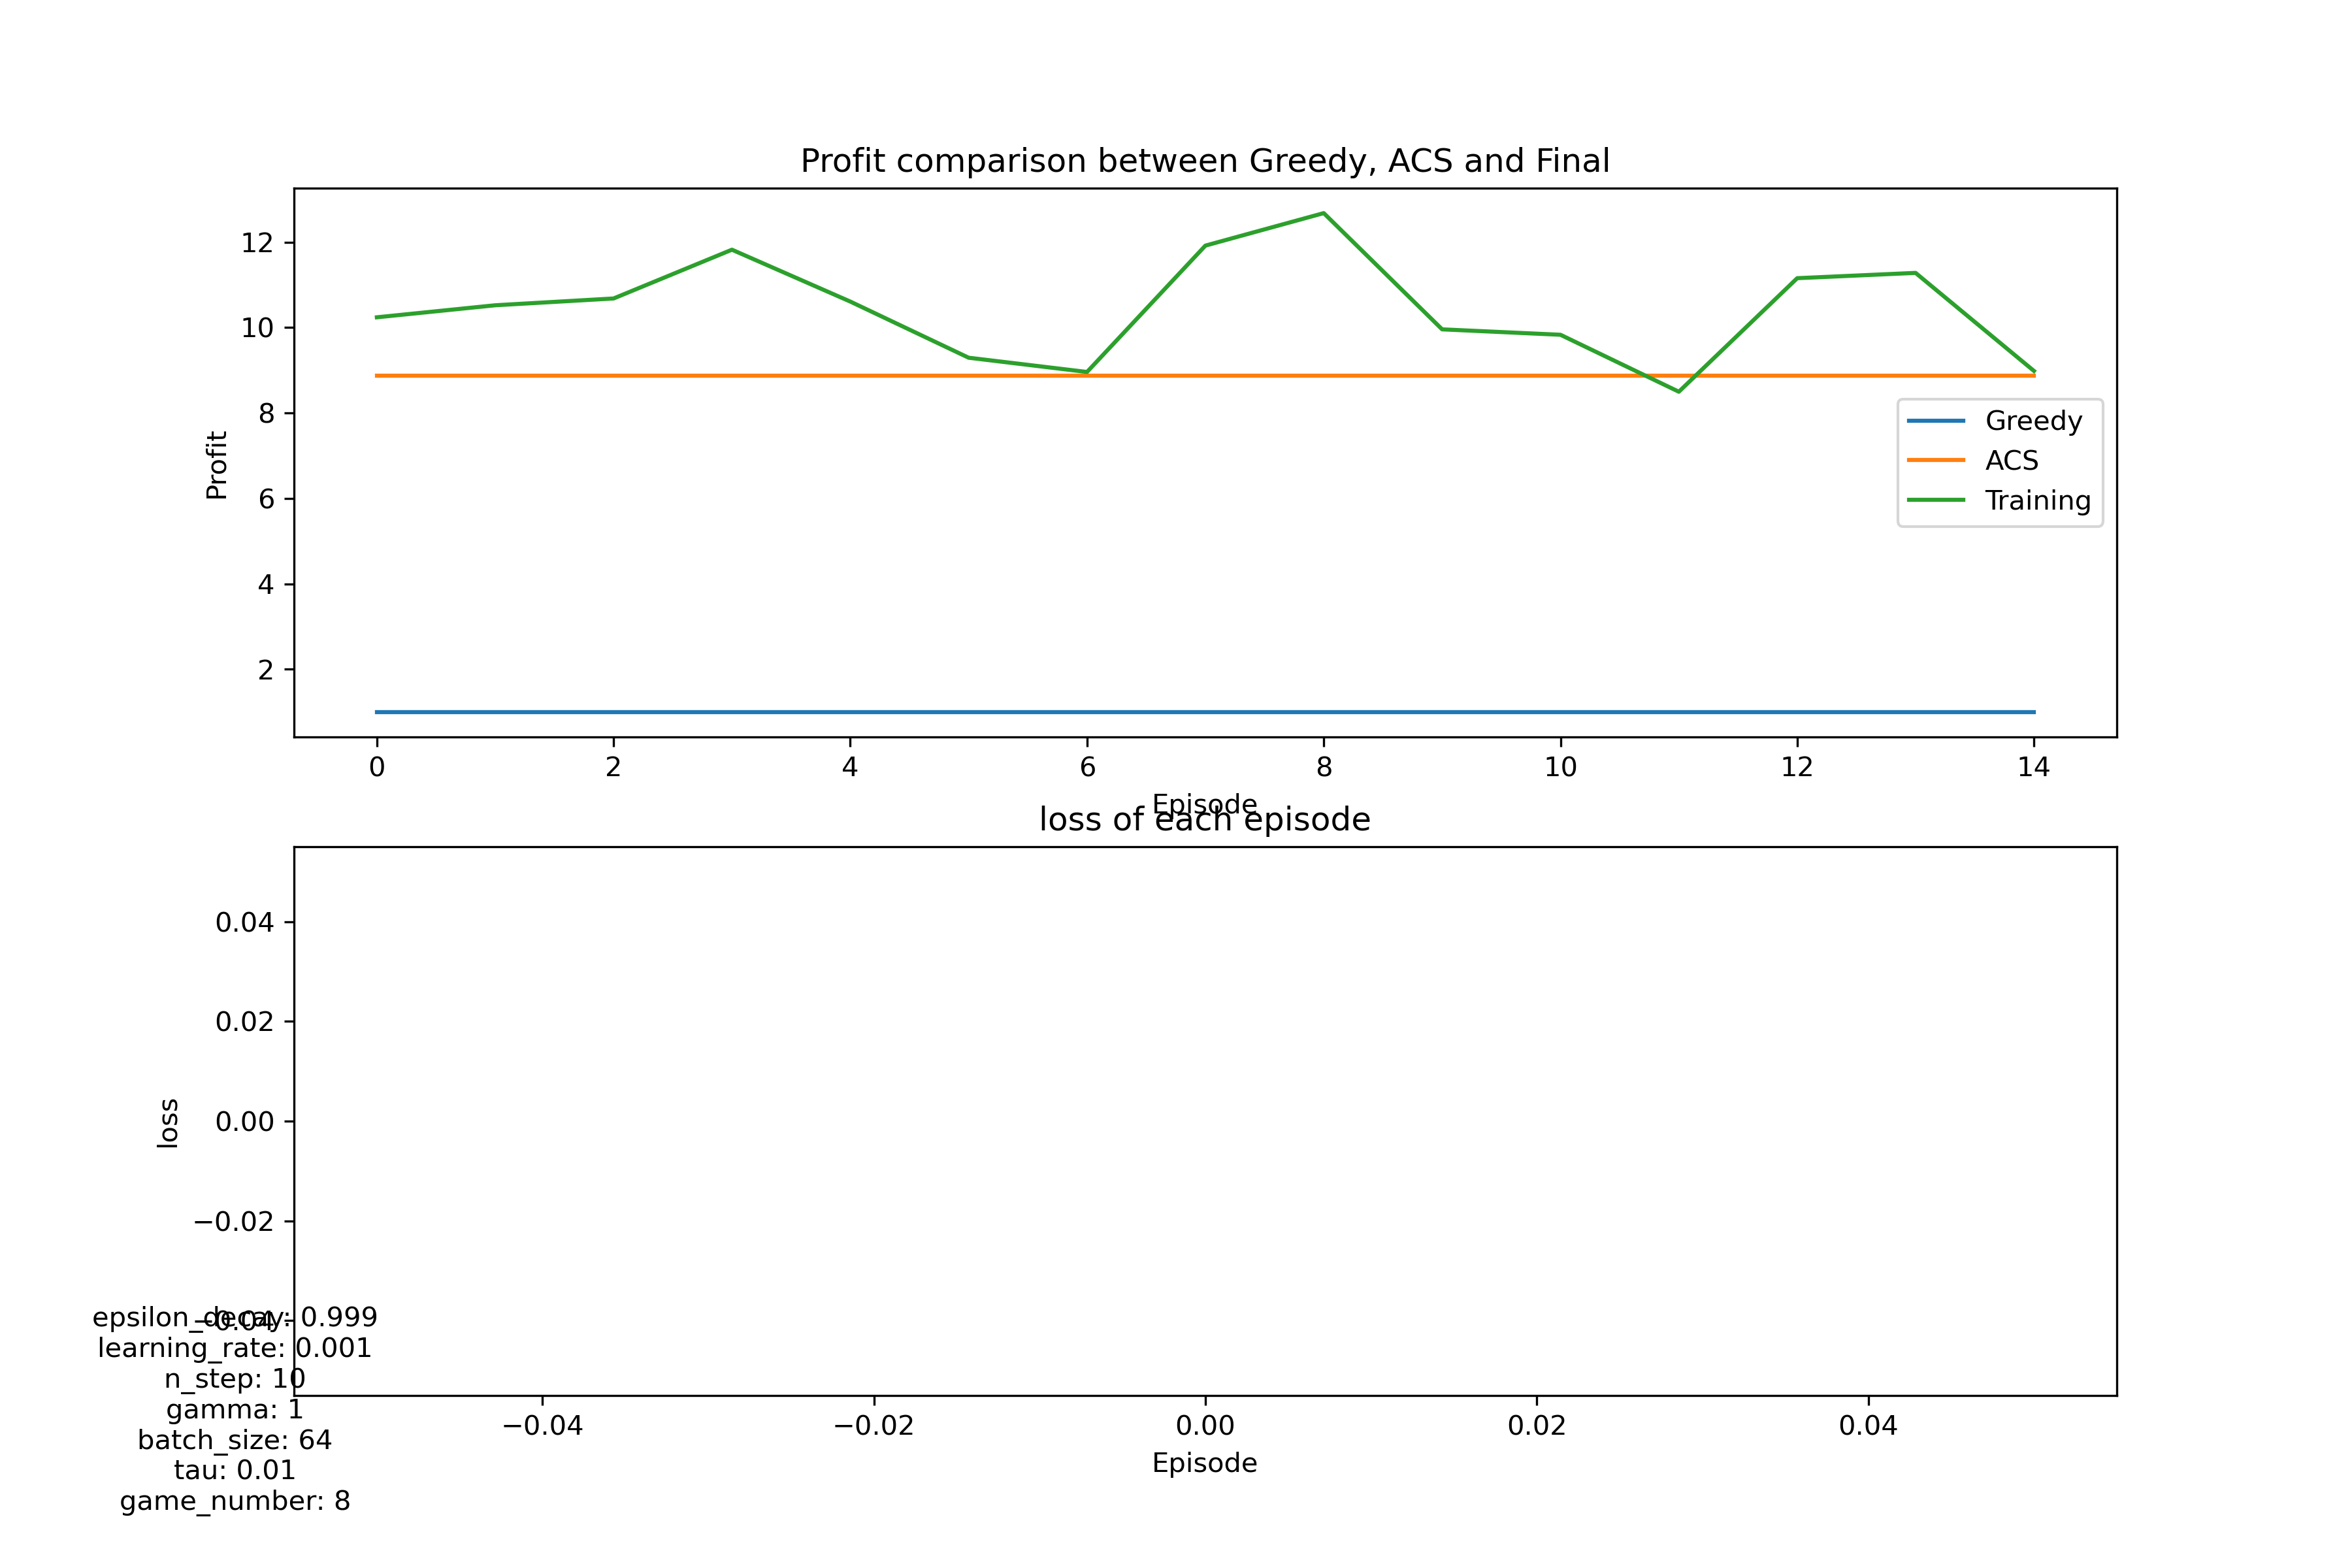 Profit comparison between Greedy, ACS and Final
Profit
12
10
8
6
4
2
Greedy
ACS
Training
0 2 4 6 8 10 12 14
Episode
loss of each episode
loss
0.04
0.02
0.00
−0.02
−0.04
−0.04 −0.02 0.00 0.02 0.04
Episode
epsilon_decay: 0.999
learning_rate: 0.001
n_step: 10
gamma: 1
batch_size: 64
tau: 0.01
game_number: 8